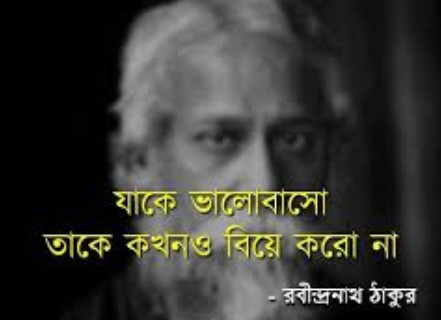 যাকে ভালোবাসো
তাকে কখনও বিয়ে করো না
- রবীন্দ্রনাথ ঠাকুর